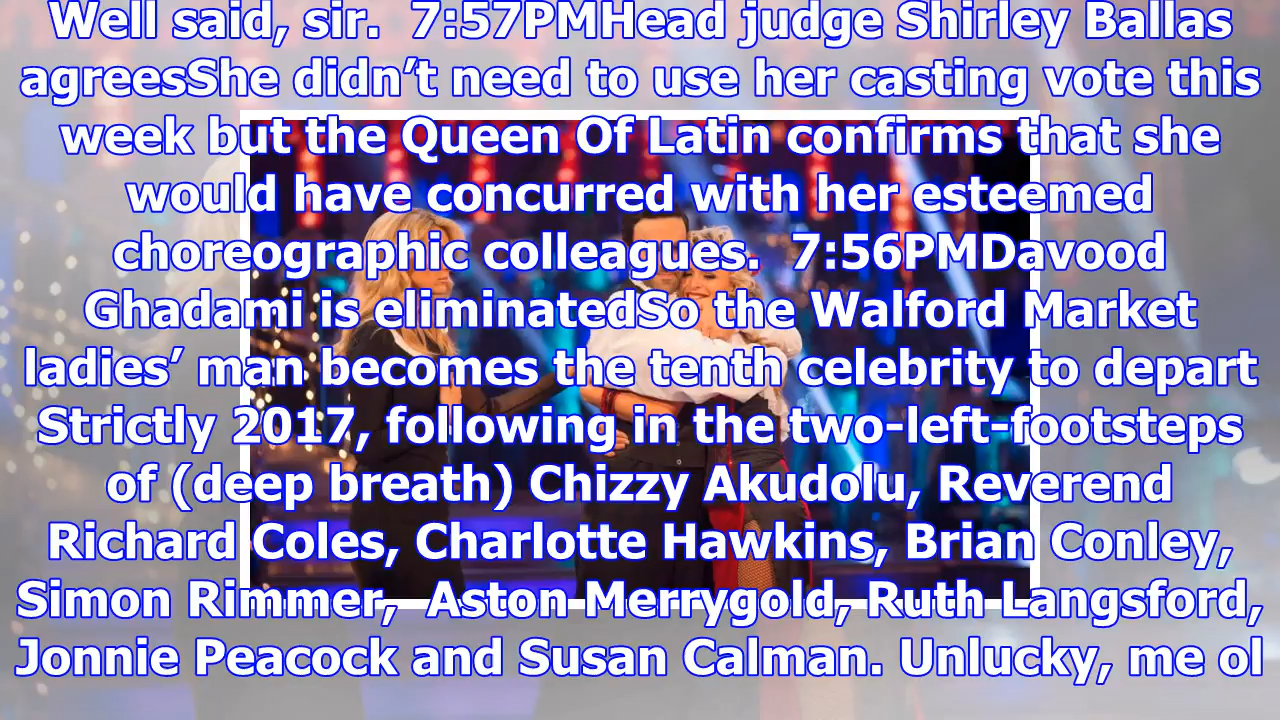 Well said, sir.  7:57PMHead judge Shirley Ballas
agreesShe didn’t need to use her casting vote this
week but the Queen Of Latin confirms that she
would have concurred with her esteemed
choreographic colleagues.  7:56PMDavood
Ghadami is eliminatedSo the Walford Market
ladies’ man becomes the tenth celebrity to depart
Strictly 2017, following in the two-left-footsteps
of (deep breath) Chizzy Akudolu, Reverend
Richard Coles, Charlotte Hawkins, Brian Conley,
Simon Rimmer,  Aston Merrygold, Ruth Langsford,
Jonnie Peacock and Susan Calman. Unlucky, me ol